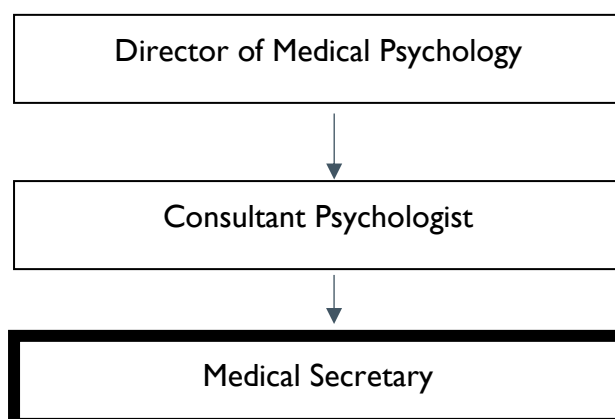 Director of Medical Psychology
Consultant Psychologist
Medical Secretary